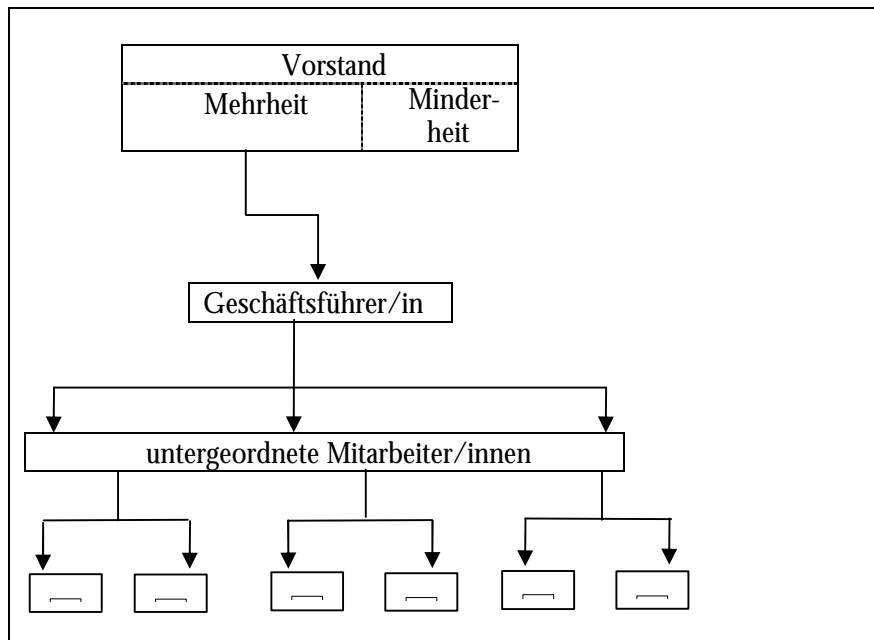 Vorstand
Mehrheit
Minder-
heit
Geschäftsführer/in
untergeordnete Mitarbeiter/innen